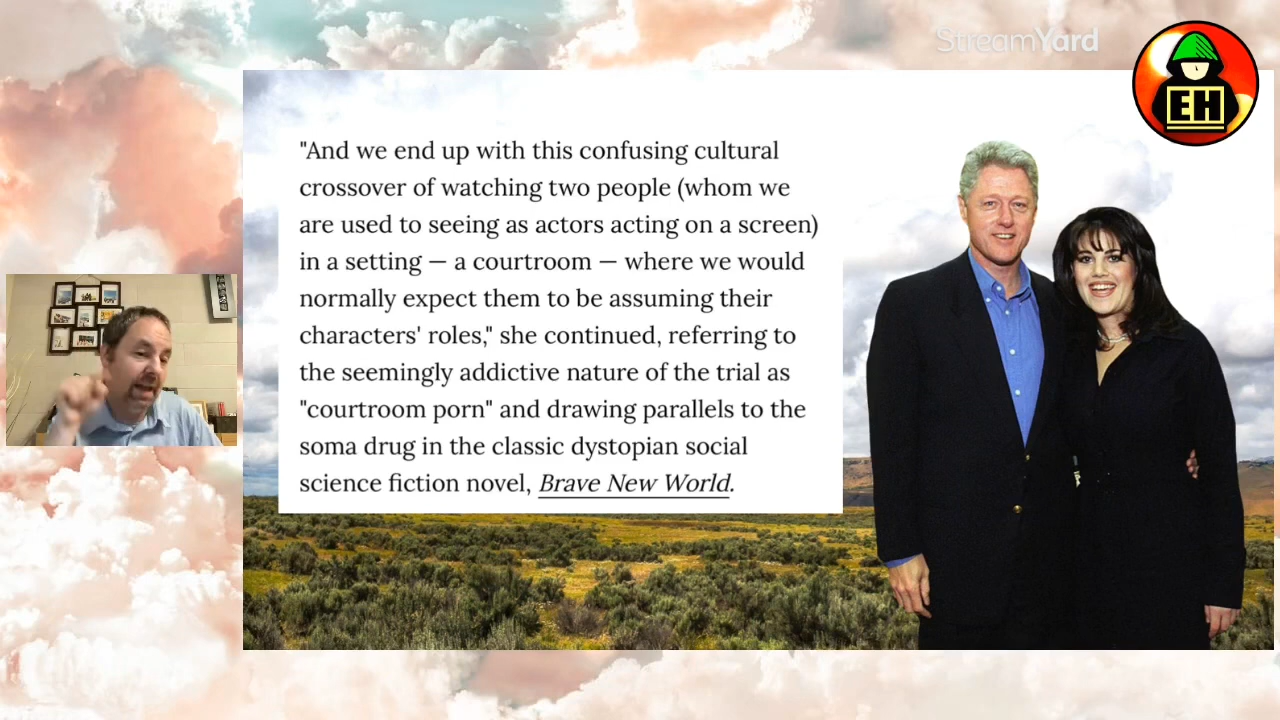 StreamYard
EH
"And we end up with this confusing cultural
crossover of watching two people (whom we
are used to seeing as actors acting on a screen)
in a setting — a courtroom — where we would
normally expect them to be assuming their
characters' roles," she continued, referring to
the seemingly addictive nature of the trial as
"courtroom porn" and drawing parallels to the
soma drug in the classic dystopian social
science fiction novel, Brave New World.